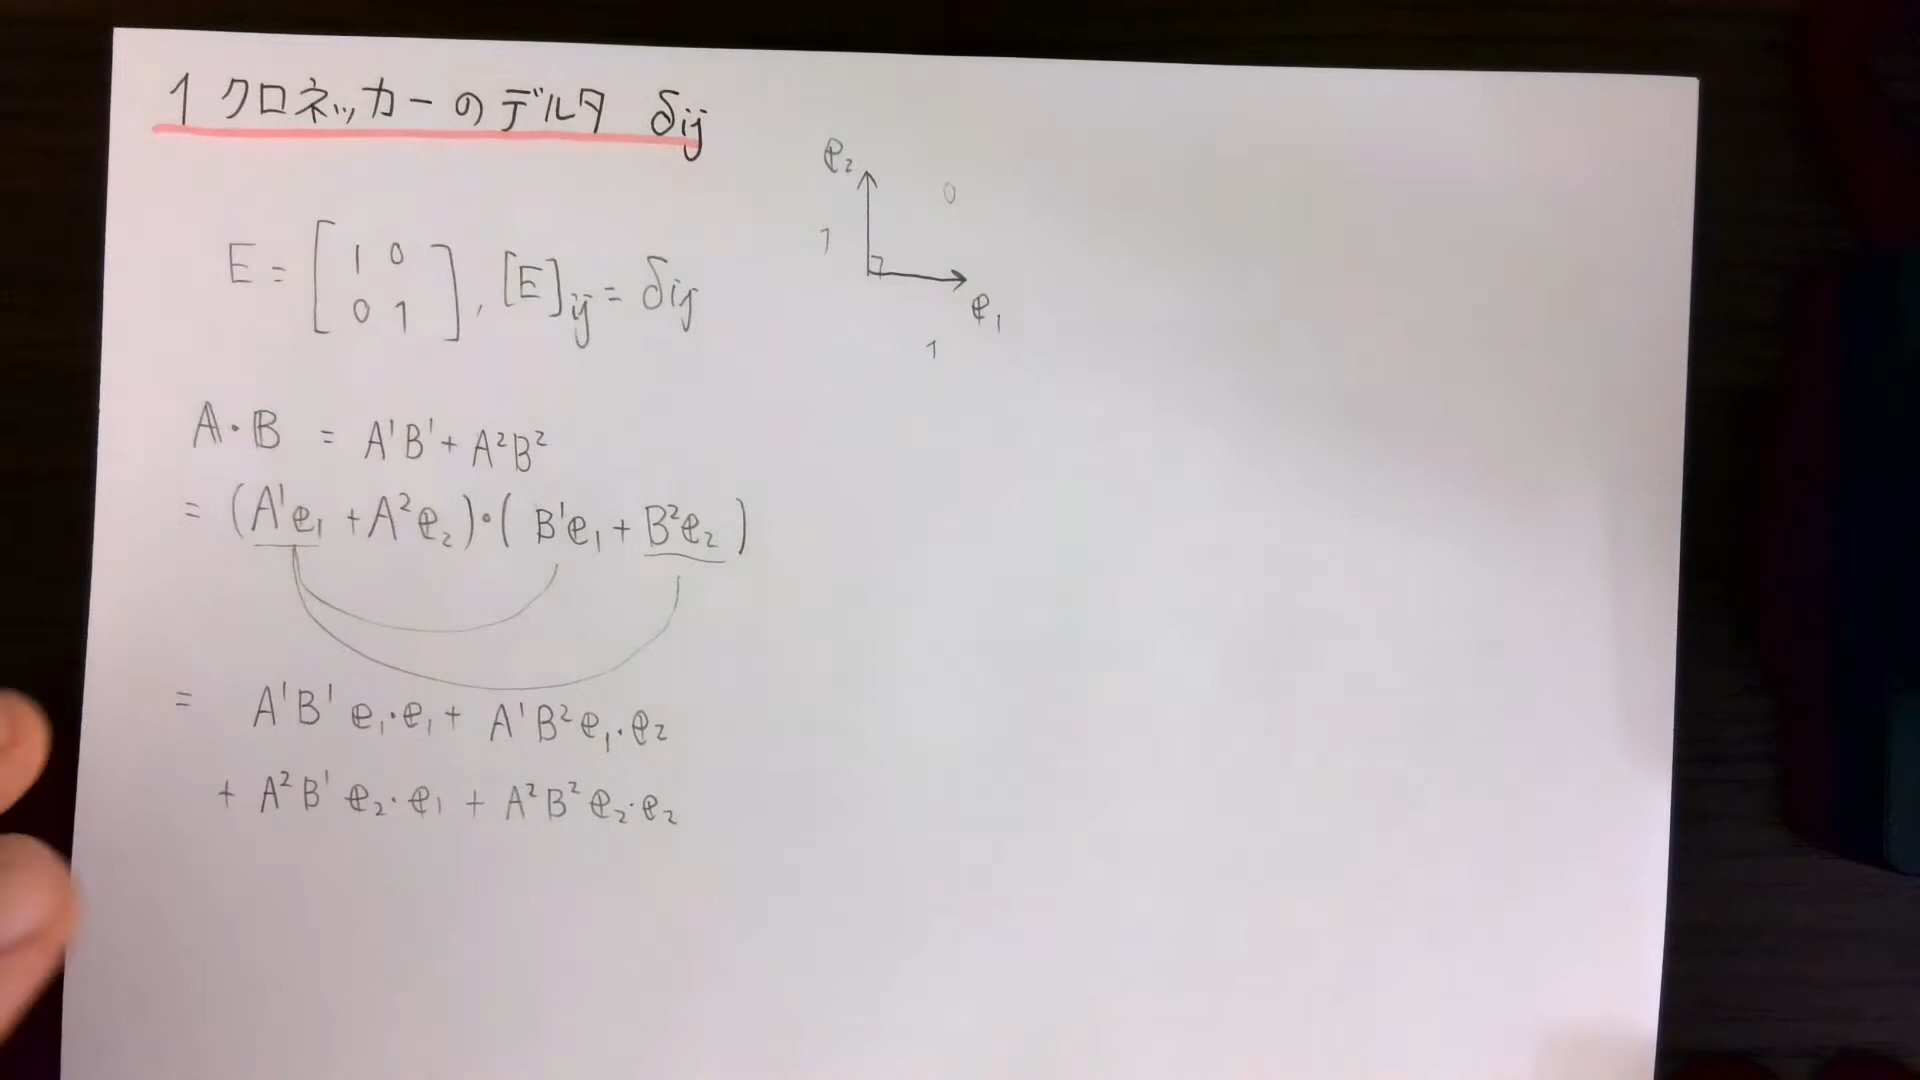 1 クロネッカーのデルタ δij
E = [ 1 0
0 1 ] , [E]ij = δij
e₂
0
1
e₁
1
A・B = A¹B¹ + A²B²
= (A¹e₁ + A²e₂)・( B¹e₁ + B²e₂ )
= A¹B¹ e₁・e₁ + A¹B² e₁・e₂
+ A²B¹ e₂・e₁ + A²B² e₂・e₂